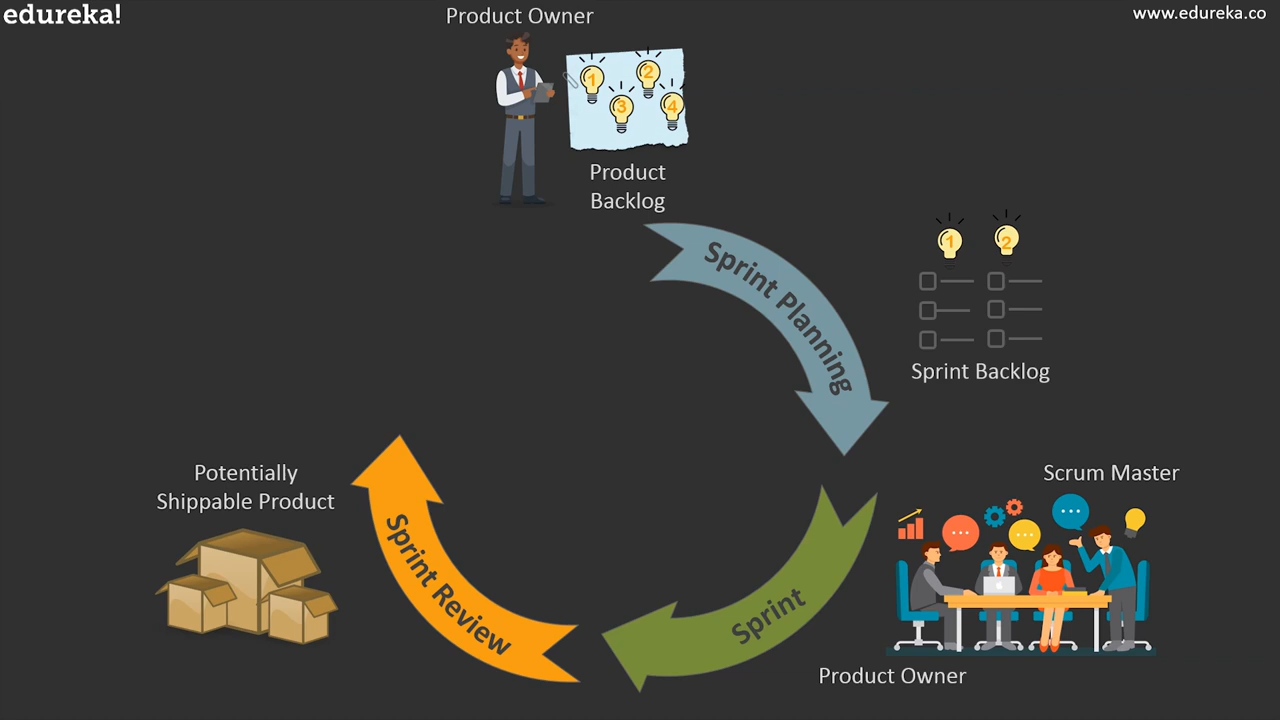 edureka!
www.edureka.co
Product Owner
1
2
3
4
Product
Backlog
Sprint Planning
1
2
Sprint Backlog
Scrum Master
Sprint
Product Owner
Sprint Review
Potentially
Shippable Product